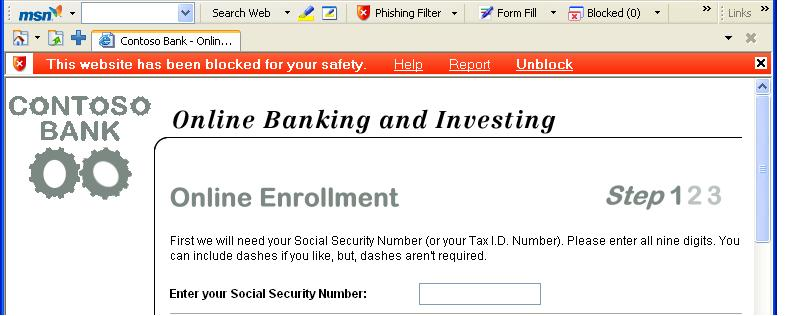 msn Search Web Phishing Filter Form Fill Blocked (0) » Links »
Contoso Bank - Onlin...
This website has been blocked for your safety. Help Report Unblock
CONTOSO
BANK
Online Banking and Investing
Online Enrollment Step 1 2 3
First we will need your Social Security Number (or your Tax I.D. Number). Please enter all nine digits. You
can include dashes if you like, but, dashes aren't required.
Enter your Social Security Number: